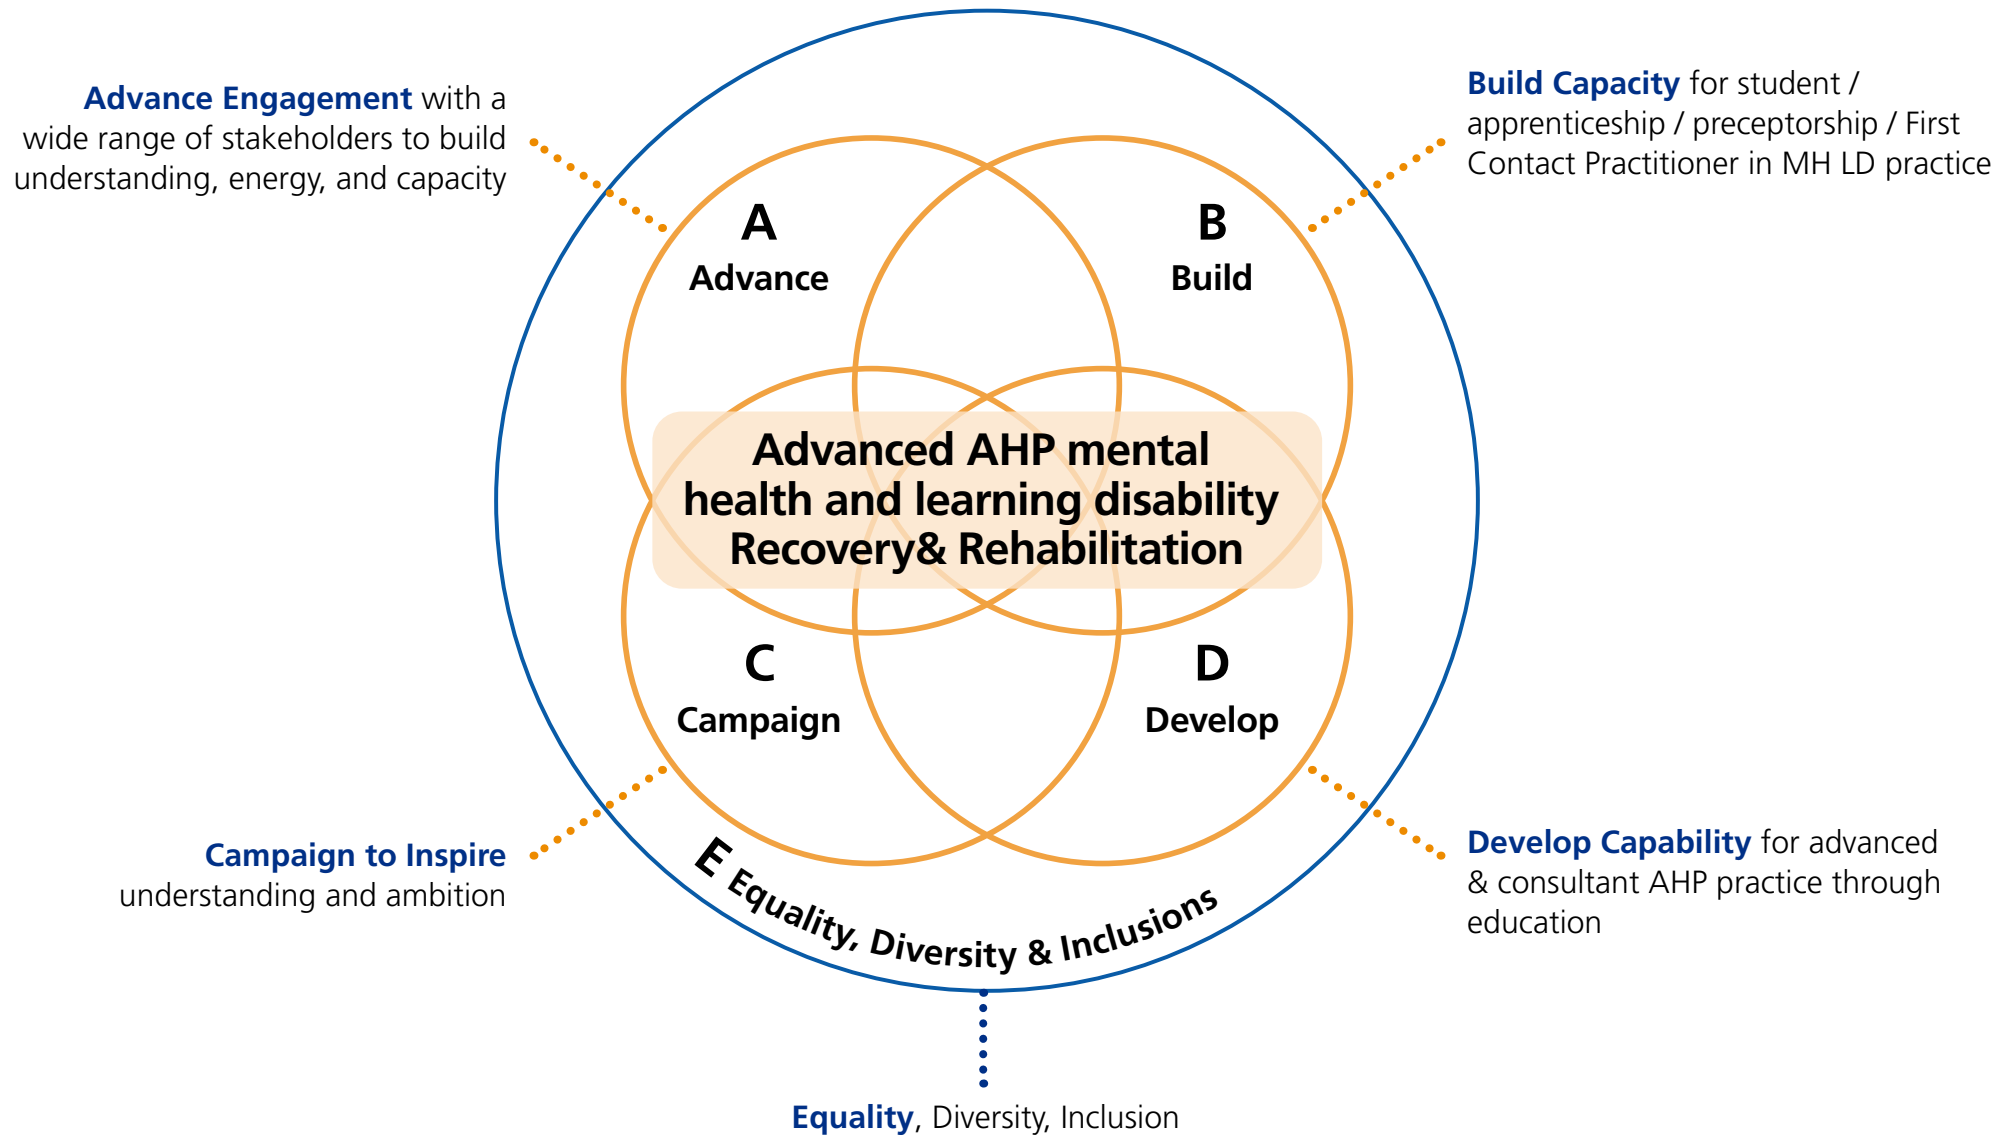 Advance Engagement with a
wide range of stakeholders to build
understanding, energy, and capacity
Build Capacity for student /
apprenticeship / preceptorship / First
Contact Practitioner in MH LD practice
A
Advance
B
Build
Advanced AHP mental
health and learning disability
Recovery& Rehabilitation
C
Campaign
D
Develop
Campaign to Inspire
understanding and ambition
Develop Capability for advanced
& consultant AHP practice through
education
E Equality, Diversity & Inclusions
Equality, Diversity, Inclusion